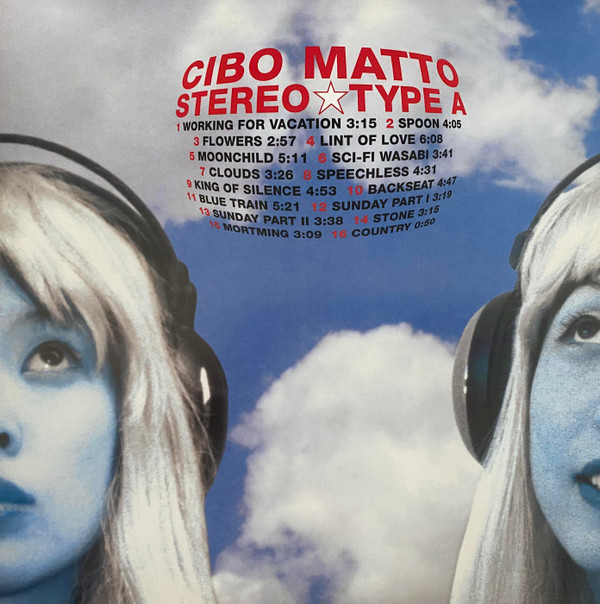 CIBO MATTO
STEREO☆TYPE A
1 WORKING FOR VACATION 3:15 2 SPOON 4:05
3 FLOWERS 2:57 4 LINT OF LOVE 6:08
5 MOONCHILD 5:11 6 SCI-FI WASABI 3:41
7 CLOUDS 3:26 8 SPEECHLESS 4:31
9 KING OF SILENCE 4:53 10 BACKSEAT 4:47
11 BLUE TRAIN 5:21 12 SUNDAY PART I 3:19
13 SUNDAY PART II 3:38 14 STONE 3:15
15 MORTMING 3:09 16 COUNTRY 0:50